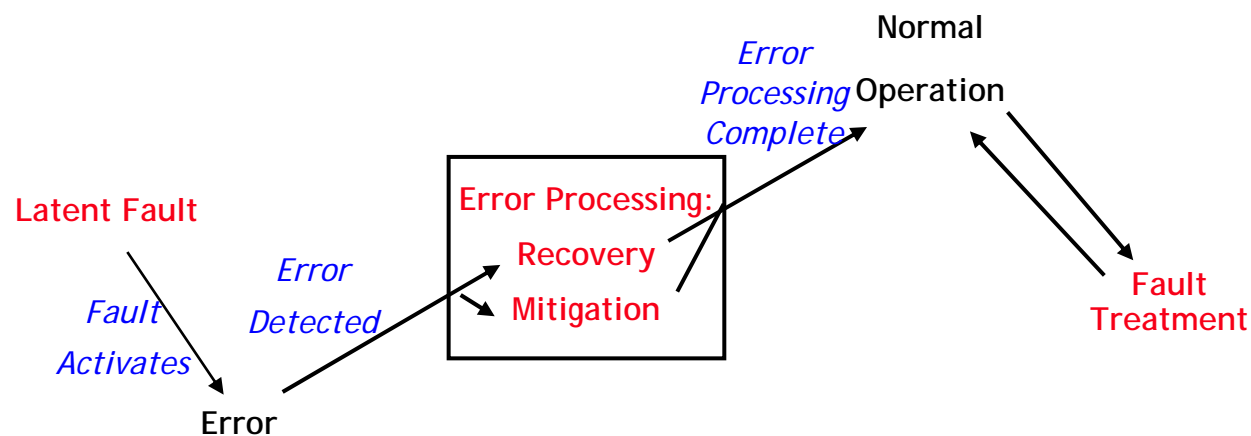 Latent Fault
Fault
Activates
Error
Error
Detected
Error Processing:
Recovery
Mitigation
Error
Processing
Complete
Normal
Operation
Fault
Treatment